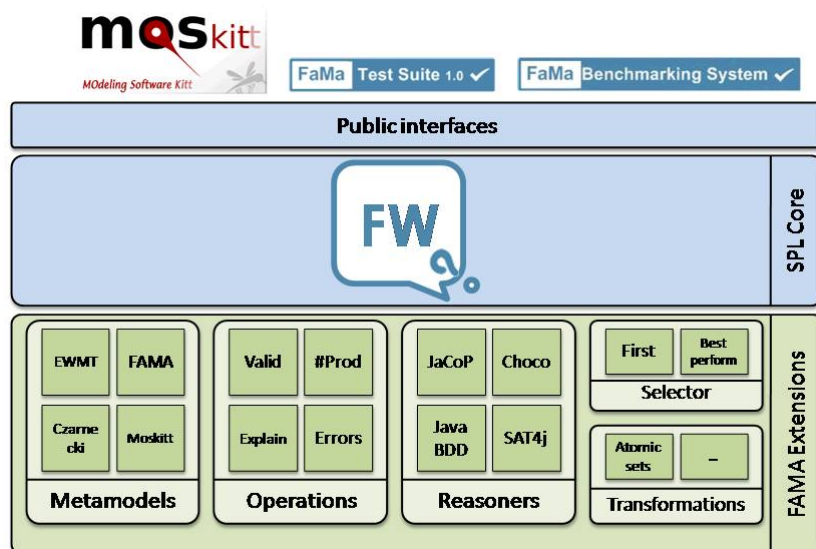 mosкitt
MOdeling Software Kitt
FaMa Test Suite 1.0
FaMa Benchmarking System
Public interfaces
FW
SPL Core
EWMT
FAMA
Czarne
cki
Moskitt
Metamodels
Valid
#Prod
Explain
Errors
Operations
JaCoP
Choco
Java
BDD
SAT4j
Reasoners
First
Best
perform
Selector
Atomic
sets
–
Transformations
FAMA Extensions